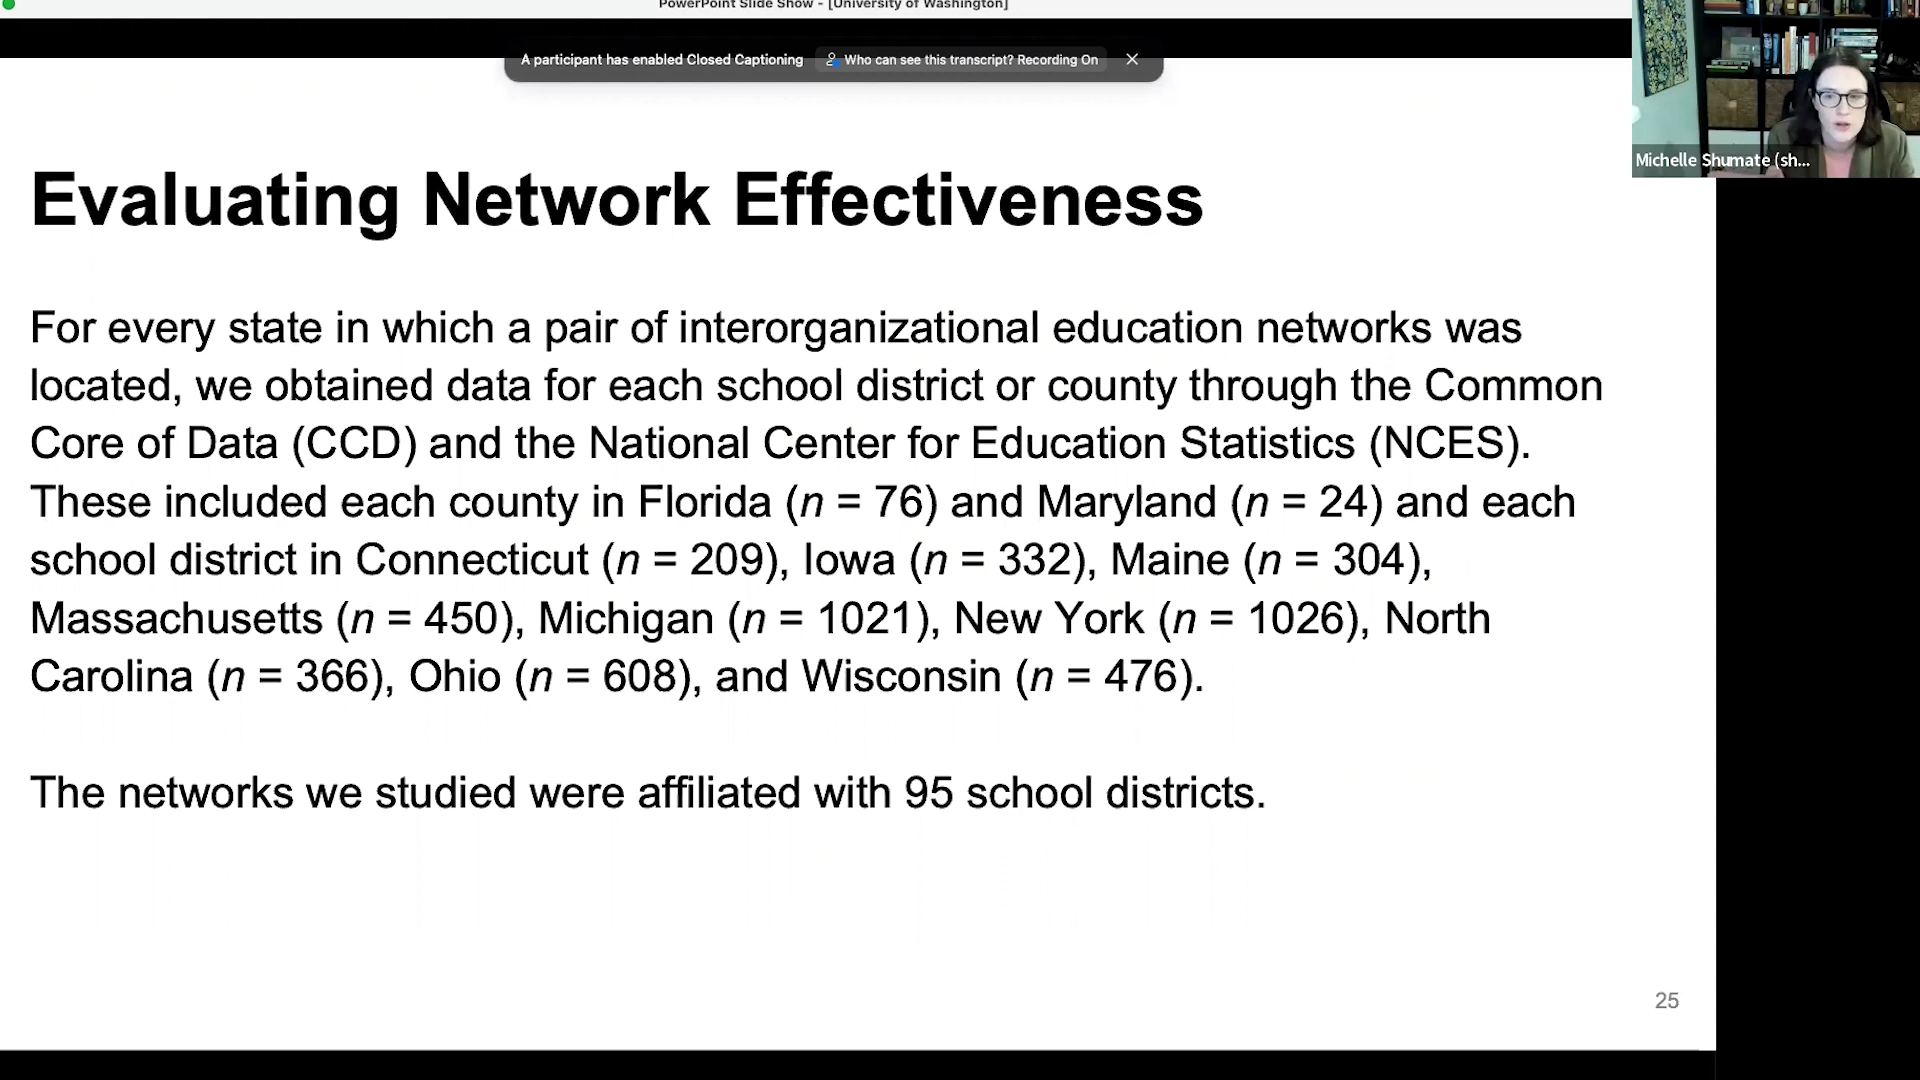 PowerPoint Slide Show - [University of Washington]
A participant has enabled Closed Captioning Who can see this transcript? Recording On
Michelle Shumate (sh...
Evaluating Network Effectiveness
For every state in which a pair of interorganizational education networks was
located, we obtained data for each school district or county through the Common
Core of Data (CCD) and the National Center for Education Statistics (NCES).
These included each county in Florida (n = 76) and Maryland (n = 24) and each
school district in Connecticut (n = 209), Iowa (n = 332), Maine (n = 304),
Massachusetts (n = 450), Michigan (n = 1021), New York (n = 1026), North
Carolina (n = 366), Ohio (n = 608), and Wisconsin (n = 476).
The networks we studied were affiliated with 95 school districts.
25